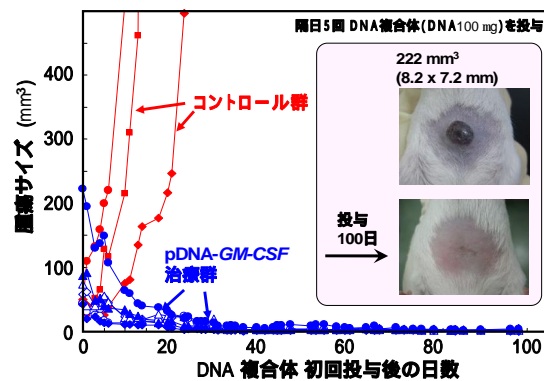 隔日5回 DNA複合体(DNA100 mg)を投与
222 mm³
(8.2 x 7.2 mm)
コントロール群
投与
100日
pDNA-GM-CSF
治療群
腫瘍サイズ (mm³)
500
400
300
200
100
0
0 20 40 60 80 100
DNA 複合体 初回投与後の日数